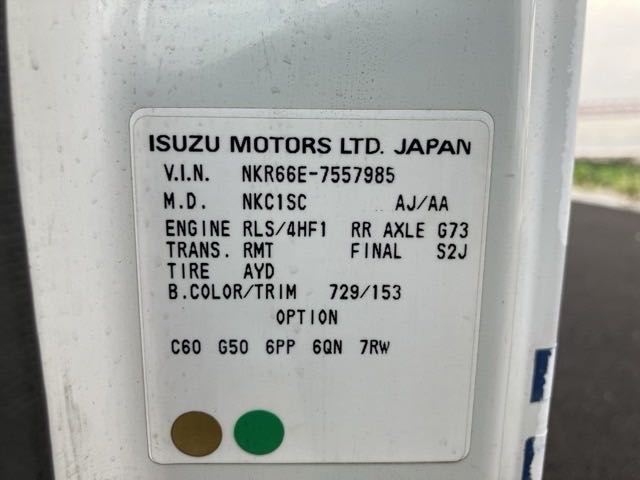 ISUZU MOTORS LTD. JAPAN
V.I.N. NKR66E-7557985
M.D. NKC1SC AJ/AA
ENGINE RLS/4HF1 RR AXLE G73
TRANS. RMT FINAL S2J
TIRE AYD
B.COLOR/TRIM 729/153
OPTION
C60 G50 6PP 6QN 7RW